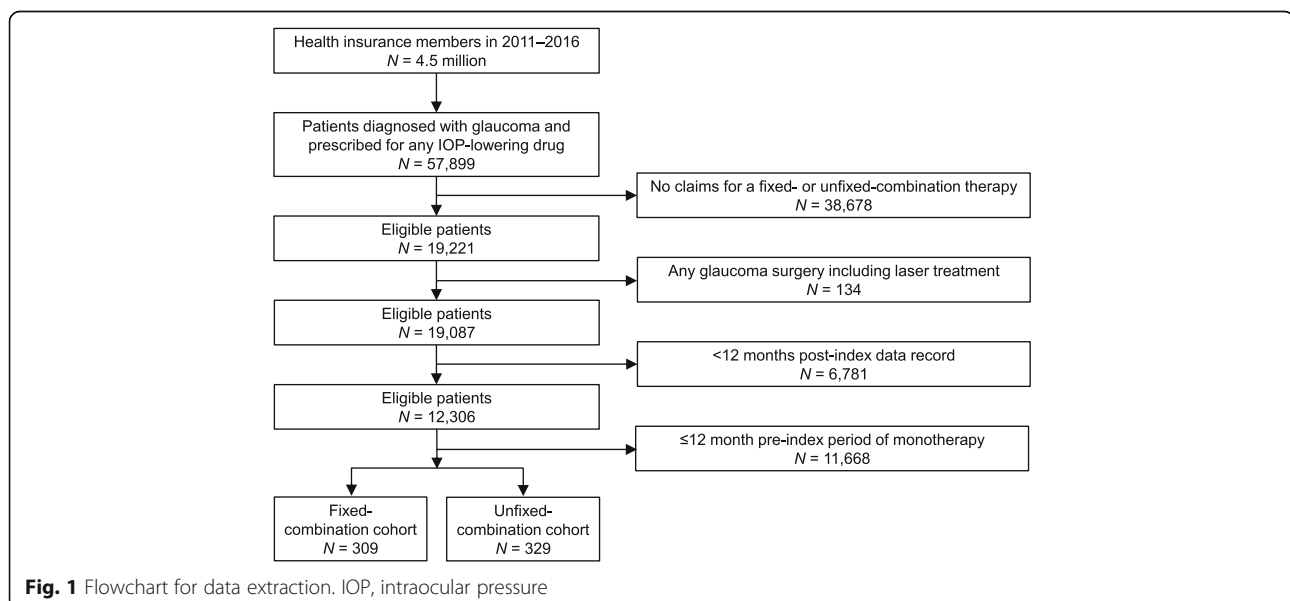 Health insurance members in 2011–2016
N = 4.5 million
Patients diagnosed with glaucoma and
prescribed for any IOP-lowering drug
N = 57,899
No claims for a fixed- or unfixed-combination therapy
N = 38,678
Eligible patients
N = 19,221
Any glaucoma surgery including laser treatment
N = 134
Eligible patients
N = 19,087
<12 months post-index data record
N = 6,781
Eligible patients
N = 12,306
≤12 month pre-index period of monotherapy
N = 11,668
Fixed-
combination cohort
N = 309
Unfixed-
combination cohort
N = 329
Fig. 1 Flowchart for data extraction. IOP, intraocular pressure